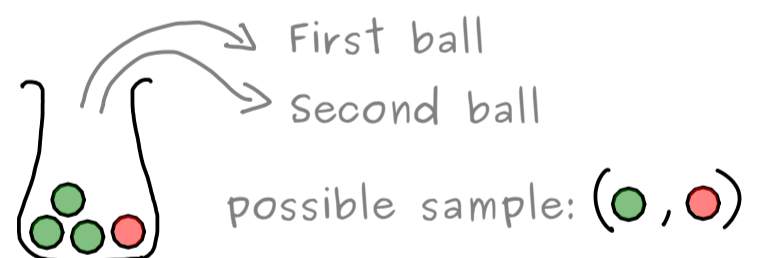 First ball
Second ball
possible sample: ( , )